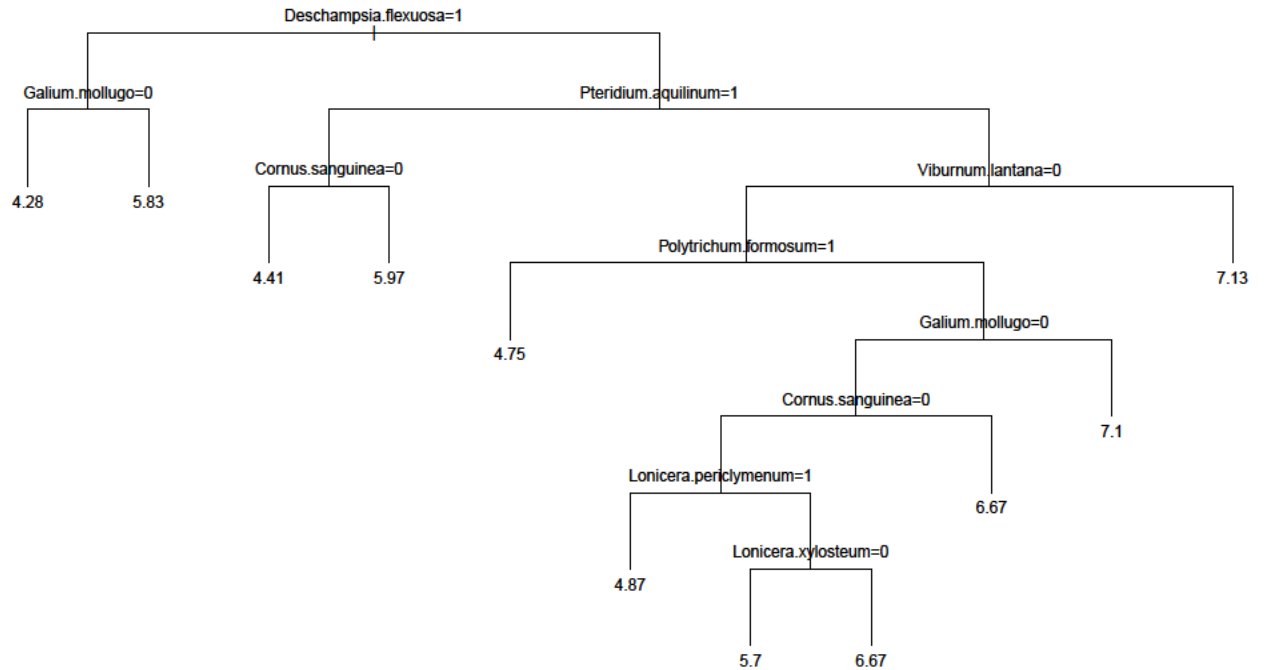 Deschampsia.flexuosa=1
Galium.mollugo=0
Pteridium.aquilinum=1
Cornus.sanguinea=0
Viburnum.lantana=0
4.28
5.83
Polytrichum.formosum=1
4.41
5.97
7.13
Galium.mollugo=0
4.75
Cornus.sanguinea=0
7.1
Lonicera.periclymenum=1
6.67
Lonicera.xylosteum=0
4.87
5.7
6.67